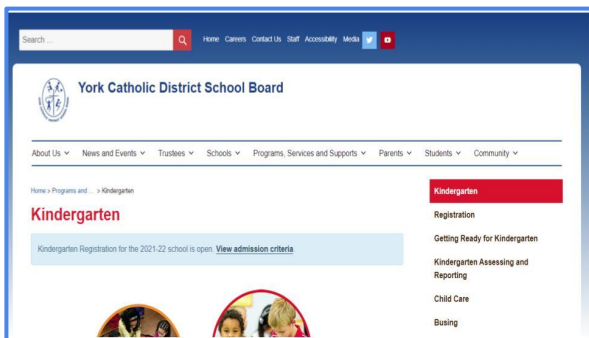 Search ...
Home Careers Contact Us Staff Accessibility Media
York Catholic District School Board
About Us News and Events Trustees Schools Programs, Services and Supports Parents Students Community
Home > Programs and ... > Kindergarten
Kindergarten
Kindergarten Registration for the 2021-22 school is open. View admission criteria.
Kindergarten
Registration
Getting Ready for Kindergarten
Kindergarten Assessing and
Reporting
Child Care
Busing